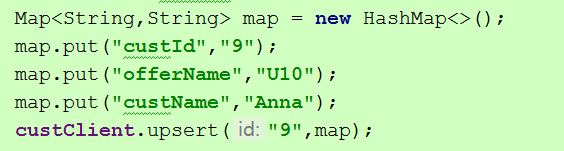 Map<String,String> map = new HashMap<>();
map.put("custId","9");
map.put("offerName","U10");
map.put("custName","Anna");
custClient.upsert( id: "9",map);